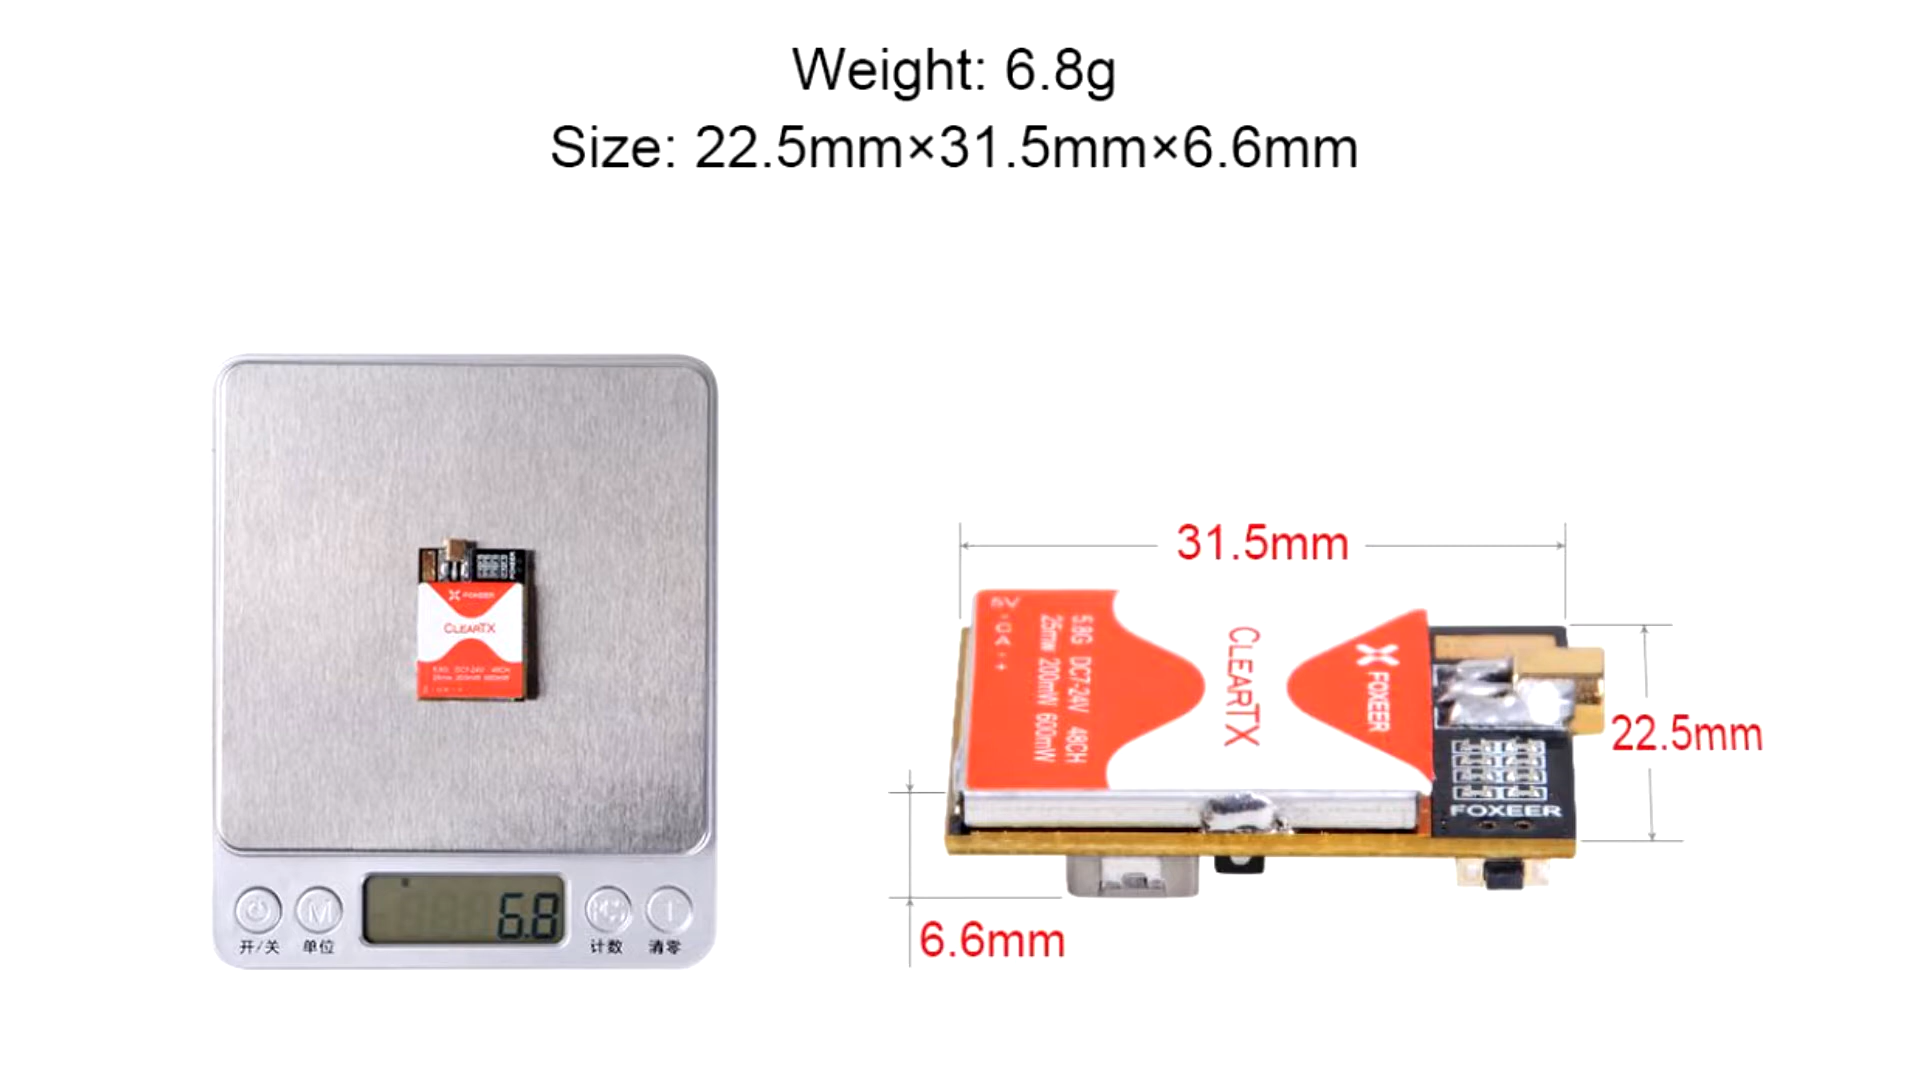 Weight: 6.8g
Size: 22.5mm×31.5mm×6.6mm
FOXEER
CLEARTX
6.8
M
开/关
单位
计数
清零
31.5mm
5V
5.8G DC7-24V 48CH
25mw 200mW 600mW
CLEARTX
FOXEER
FOXEER
22.5mm
6.6mm